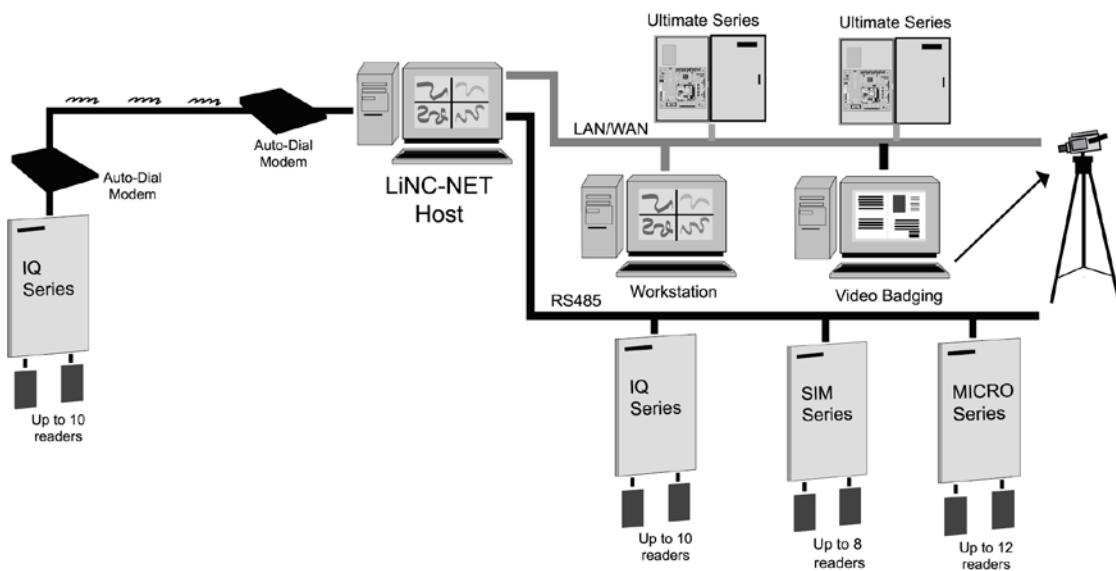 Ultimate Series
Ultimate Series
LAN/WAN
Auto-Dial
Modem
Auto-Dial
Modem
LiNC-NET
Host
IQ
Series
Up to 10
readers
Workstation
Video Badging
RS485
IQ
Series
SIM
Series
MICRO
Series
Up to 10
readers
Up to 8
readers
Up to 12
readers